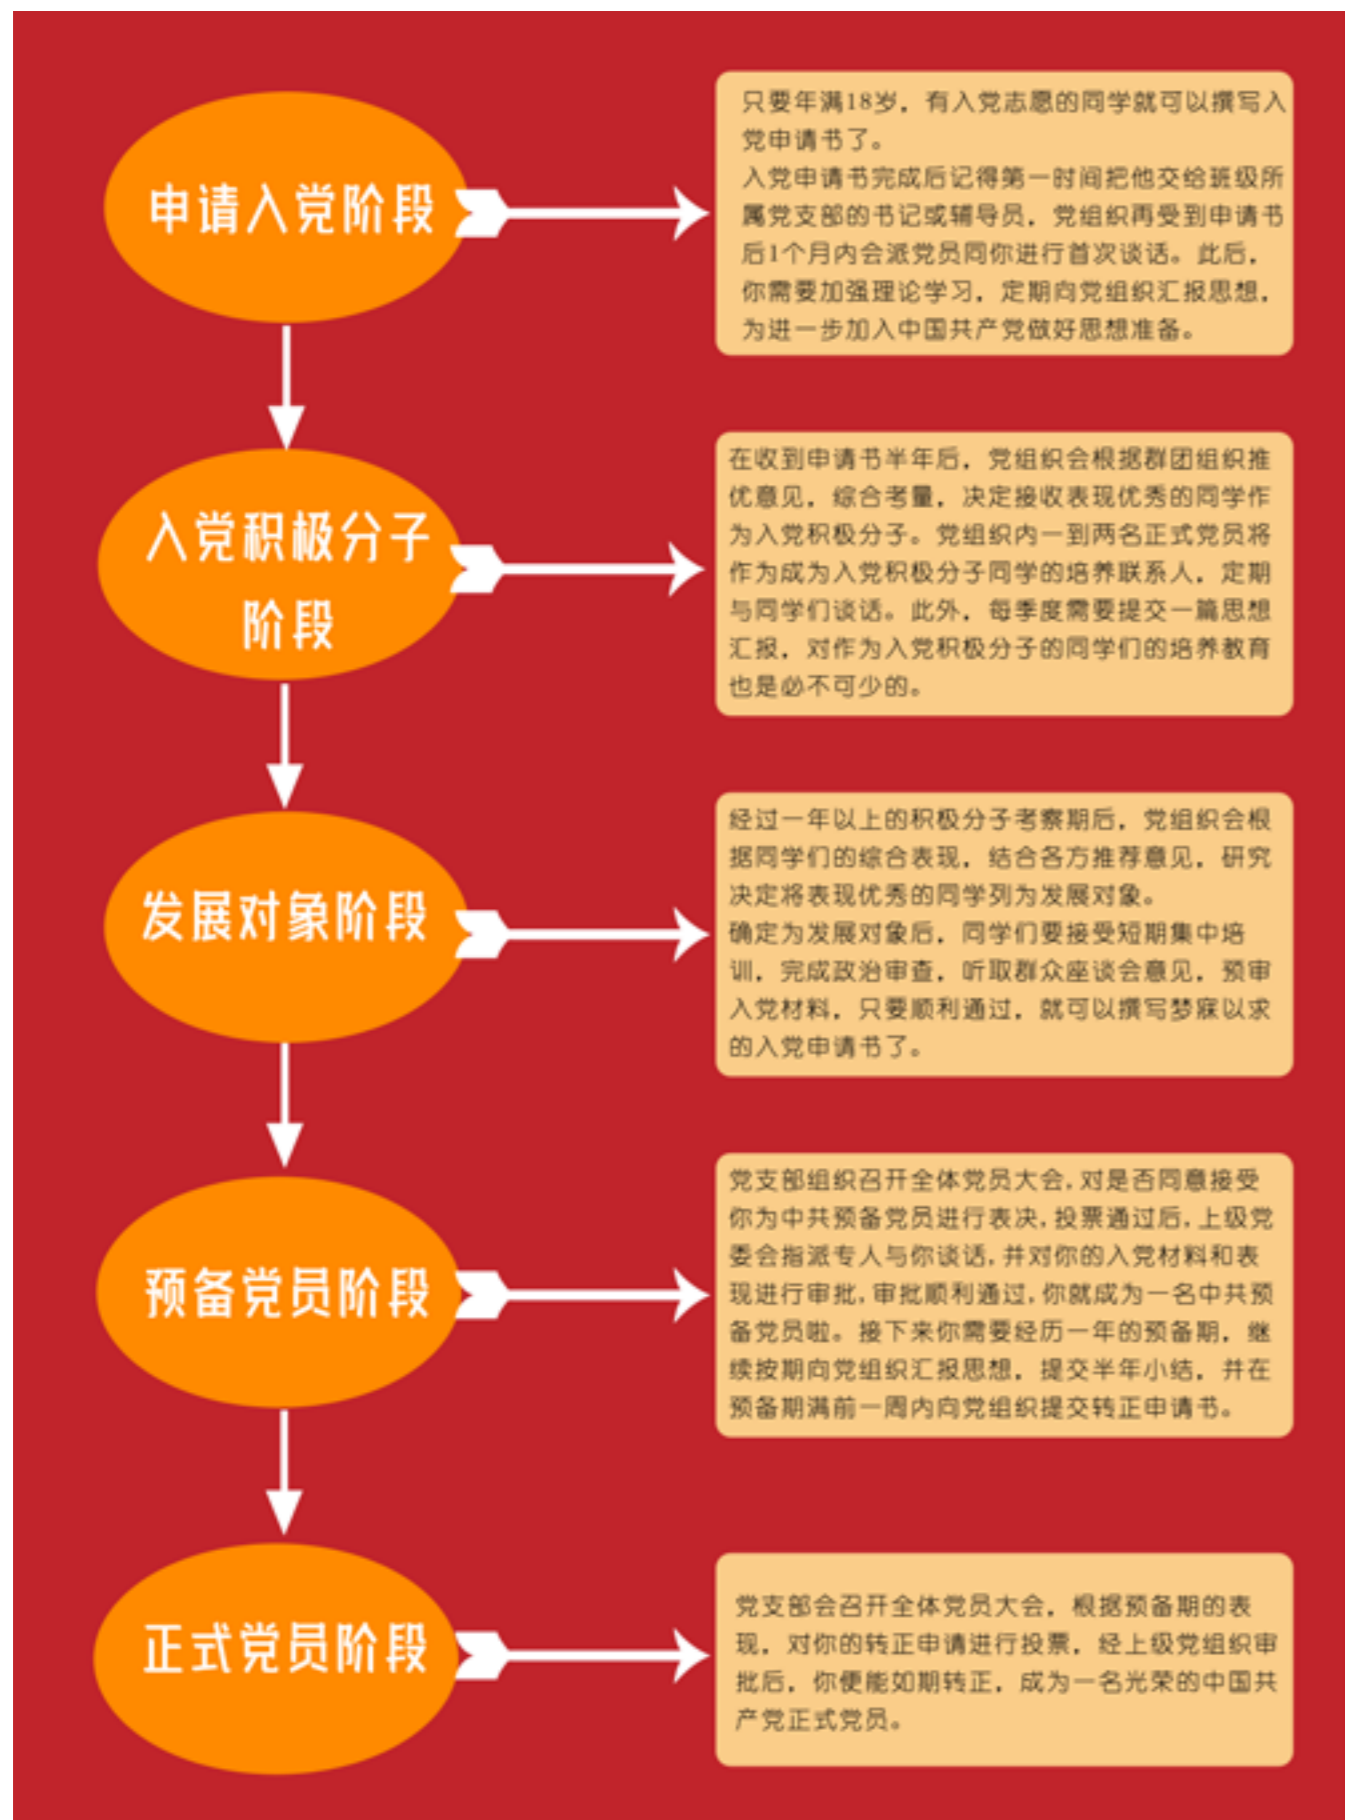 申请入党阶段
只要年满18岁，有入党志愿的同学就可以撰写入
党申请书了。
入党申请书完成后记得第一时间把他交给班级所
属党支部的书记或辅导员，党组织再受到申请书
后1个月内会派党员同你进行首次谈话。此后，
你需要加强理论学习，定期向党组织汇报思想，
为进一步加入中国共产党做好思想准备。
入党积极分子
阶段
在收到申请书半年后，党组织会根据群团组织推
优意见，综合考量，决定接收表现优秀的同学作
为入党积极分子。党组织内一到两名正式党员将
作为成为入党积极分子同学的培养联系人，定期
与同学们谈话。此外，每季度需要提交一篇思想
汇报，对作为入党积极分子的同学们的培养教育
也是必不可少的。
发展对象阶段
经过一年以上的积极分子考察期后，党组织会根
据同学们的综合表现，结合各方推荐意见，研究
决定将表现优秀的同学列为发展对象。
确定为发展对象后，同学们要接受短期集中培
训，完成政治审查，听取群众座谈会意见，预审
入党材料，只要顺利通过，就可以撰写梦寐以求
的入党申请书了。
预备党员阶段
党支部组织召开全体党员大会，对是否同意接受
你为中共预备党员进行表决，投票通过后，上级党
委会指派专人与你谈话，并对你的入党材料和表
现进行审批，审批顺利通过，你就成为一名中共预
备党员啦。接下来你需要经历一年的预备期，继
续按期向党组织汇报思想，提交半年小结，并在
预备期满前一周内向党组织提交转正申请书。
正式党员阶段
党支部会召开全体党员大会，根据预备期的表
现，对你的转正申请进行投票，经上级党组织审
批后，你便能如期转正，成为一名光荣的中国共
产党正式党员。